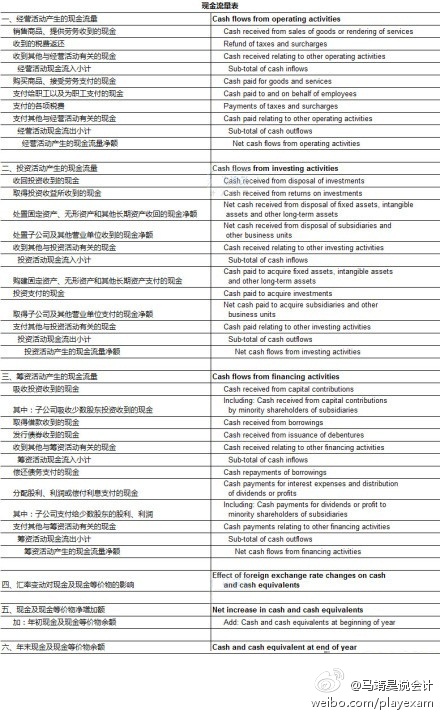 现金流量表
一、经营活动产生的现金流量 Cash flows from operating activities
销售商品、提供劳务收到的现金 Cash received from sales of goods or rendering of services
收到的税费返还 Refund of taxes and surcharges
收到其他与经营活动有关的现金 Cash received relating to other operating activities
经营活动现金流入小计 Sub-total of cash inflows
购买商品、接受劳务支付的现金 Cash paid for goods and services
支付给职工以及为职工支付的现金 Cash paid to and on behalf of employees
支付的各项税费 Payments of taxes and surcharges
支付其他与经营活动有关的现金 Cash paid relating to other operating activities
经营活动现金流出小计 Sub-total of cash outflows
经营活动产生的现金流量净额 Net cash flows from operating activities
二、投资活动产生的现金流量 Cash flows from investing activities
收回投资收到的现金 Cash received from disposal of investments
取得投资收益所收到的现金 Cash received from returns on investments
处置固定资产、无形资产和其他长期资产收回的现金净额 Net cash received from disposal of fixed assets, intangible
assets and other long-term assets
处置子公司及其他营业单位收到的现金净额 Net cash received from disposal of subsidiaries and
other business units
收到其他与投资活动有关的现金 Cash received relating to other investing activities
投资活动现金流入小计 Sub-total of cash inflows
购建固定资产、无形资产和其他长期资产支付的现金 Cash paid to acquire fixed assets, intangible assets
and other long-term assets
投资支付的现金 Cash paid to acquire investments
取得子公司及其他营业单位支付的现金净额 Net cash paid to acquire subsidiaries and other
business units
支付其他与投资活动有关的现金 Cash paid relating to other investing activities
投资活动现金流出小计 Sub-total of cash outflows
投资活动产生的现金流量净额 Net cash flows from investing activities
三、筹资活动产生的现金流量 Cash flows from financing activities
吸收投资收到的现金 Cash received from capital contributions
其中：子公司吸收少数股东投资收到的现金 Including: Cash received from capital contributions
by minority shareholders of subsidiaries
取得借款收到的现金 Cash received from borrowings
发行债券收到的现金 Cash received from issuance of debentures
收到其他与筹资活动有关的现金 Cash received relating to other financing activities
筹资活动现金流入小计 Sub-total of cash inflows
偿还债务支付的现金 Cash repayments of borrowings
分配股利、利润或偿付利息支付的现金 Cash payments for interest expenses and distribution
of dividends or profits
其中：子公司支付给少数股东的股利、利润 Including: Cash payments for dividends or profit to
minority shareholders of subsidiaries
支付其他与筹资活动有关的现金 Cash payments relating to other financing activities
筹资活动现金流出小计 Sub-total of cash outflows
筹资活动产生的现金流量净额 Net cash flows from financing activities
四、汇率变动对现金及现金等价物的影响 Effect of foreign exchange rate changes on cash
and cash equivalents
五、现金及现金等价物净增加额 Net increase in cash and cash equivalents
加：年初现金及现金等价物余额 Add: Cash and cash equivalents at beginning of year
六、年末现金及现金等价物余额 Cash and cash equivalent at end of year
@马靖昊说会计
weibo.com/playexam